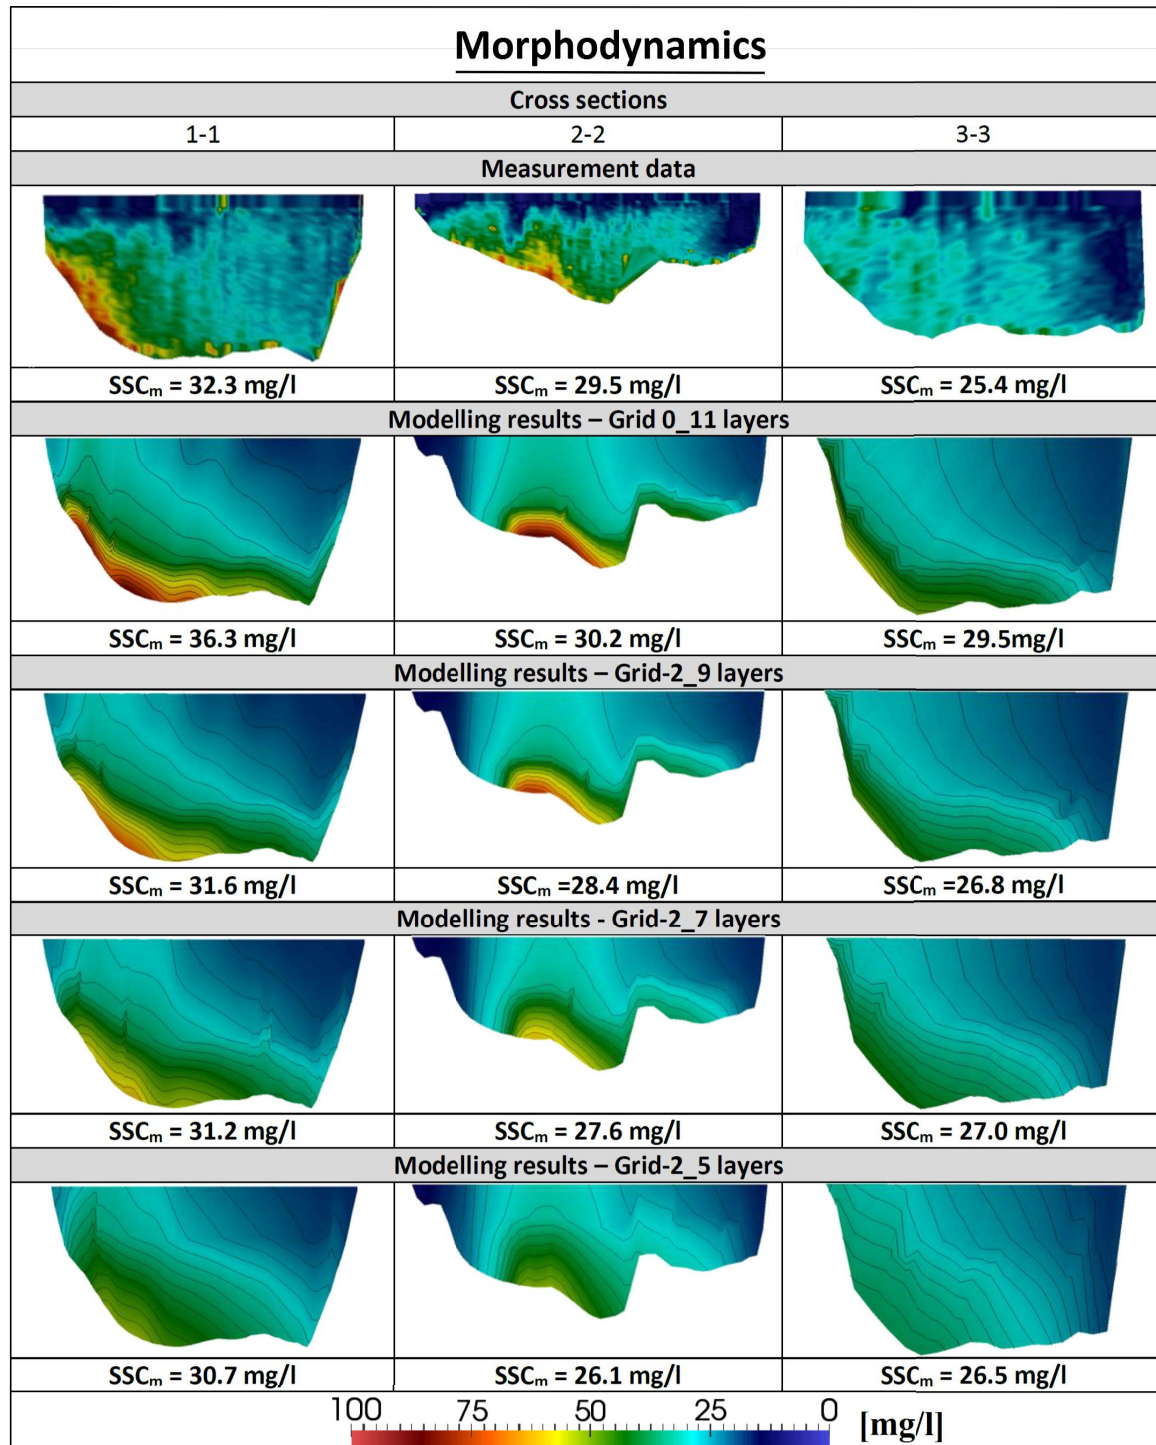 Morphodynamics
Cross sections
1-1 2-2 3-3
Measurement data
SSCₘ = 32.3 mg/l SSCₘ = 29.5 mg/l SSCₘ = 25.4 mg/l
Modelling results – Grid 0_11 layers
SSCₘ = 36.3 mg/l SSCₘ = 30.2 mg/l SSCₘ = 29.5mg/l
Modelling results – Grid-2_9 layers
SSCₘ = 31.6 mg/l SSCₘ =28.4 mg/l SSCₘ =26.8 mg/l
Modelling results - Grid-2_7 layers
SSCₘ = 31.2 mg/l SSCₘ = 27.6 mg/l SSCₘ = 27.0 mg/l
Modelling results – Grid-2_5 layers
SSCₘ = 30.7 mg/l SSCₘ = 26.1 mg/l SSCₘ = 26.5 mg/l
100 75 50 25 0 [mg/l]